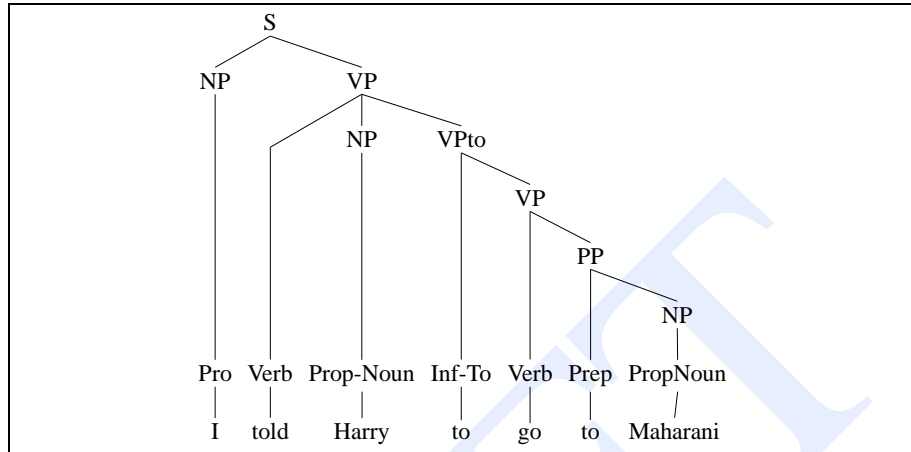 S
NP VP
NP VPto
VP
PP
NP
Pro Verb Prop-Noun Inf-To Verb Prep PropNoun
I told Harry to go to Maharani